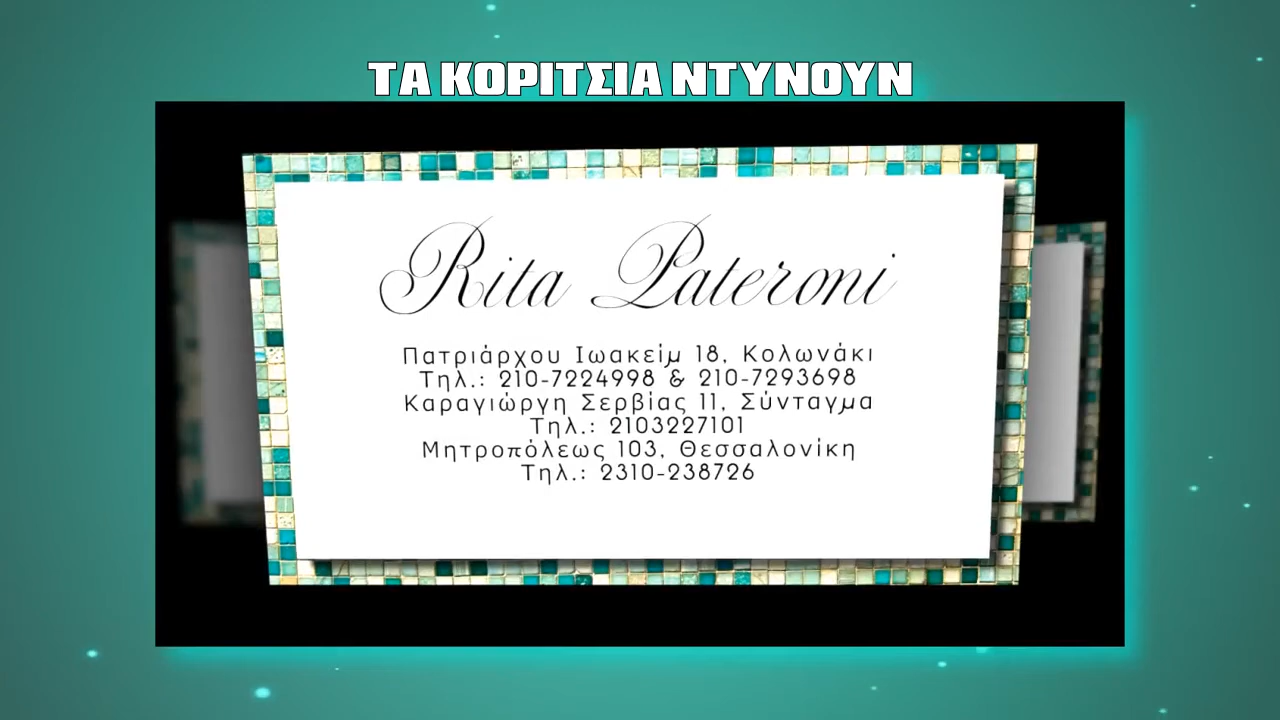 ΤΑ ΚΟΡΙΤΣΙΑ ΝΤΥΝΟΥΝ
Rita Pateroni
Πατριάρχου Ιωακείμ 18, Κολωνάκι
Τηλ.: 210-7224998 & 210-7293698
Καραγιώργη Σερβίας 11, Σύνταγμα
Τηλ.: 2103227101
Μητροπόλεως 103, Θεσσαλονίκη
Τηλ.: 2310-238726